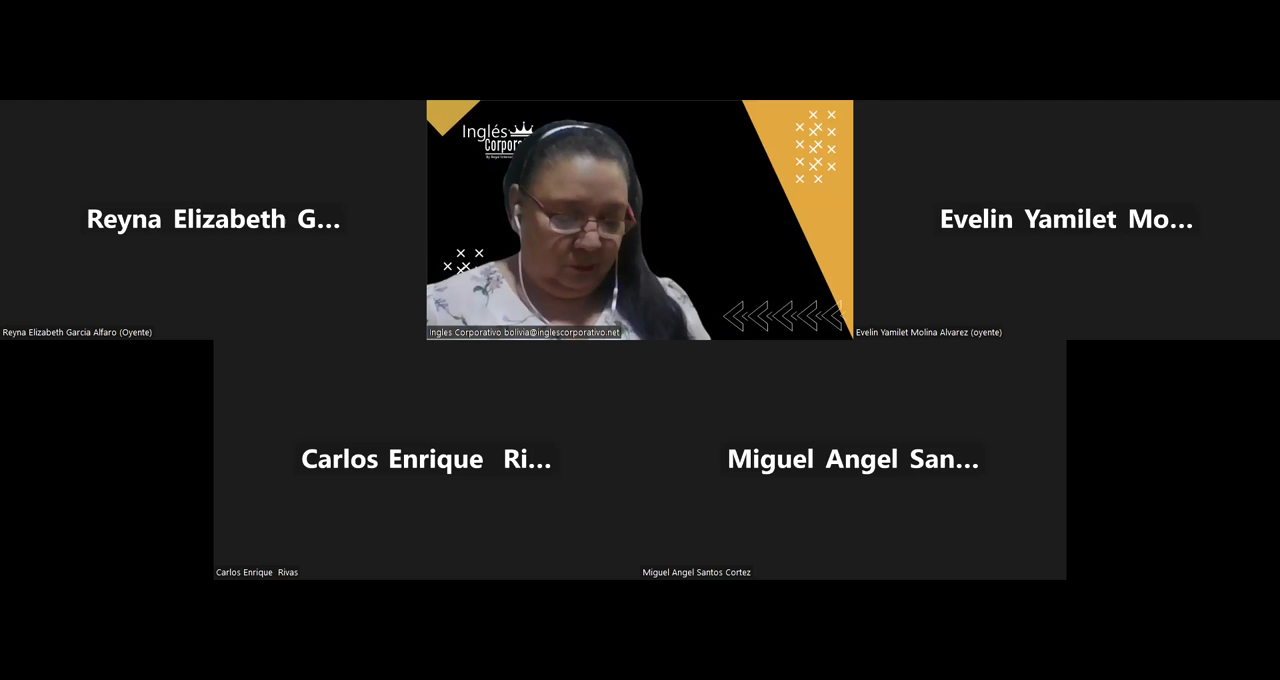 Reyna Elizabeth G...
Reyna Elizabeth Garcia Alfaro (Oyente)
Inglés
Corpor
Ingles Corporativo bolivia@inglescorporativo.net
Evelin Yamilet Mo...
Evelin Yamilet Molina Alvarez (oyente)
Carlos Enrique Ri...
Carlos Enrique Rivas
Miguel Angel San...
Miguel Angel Santos Cortez